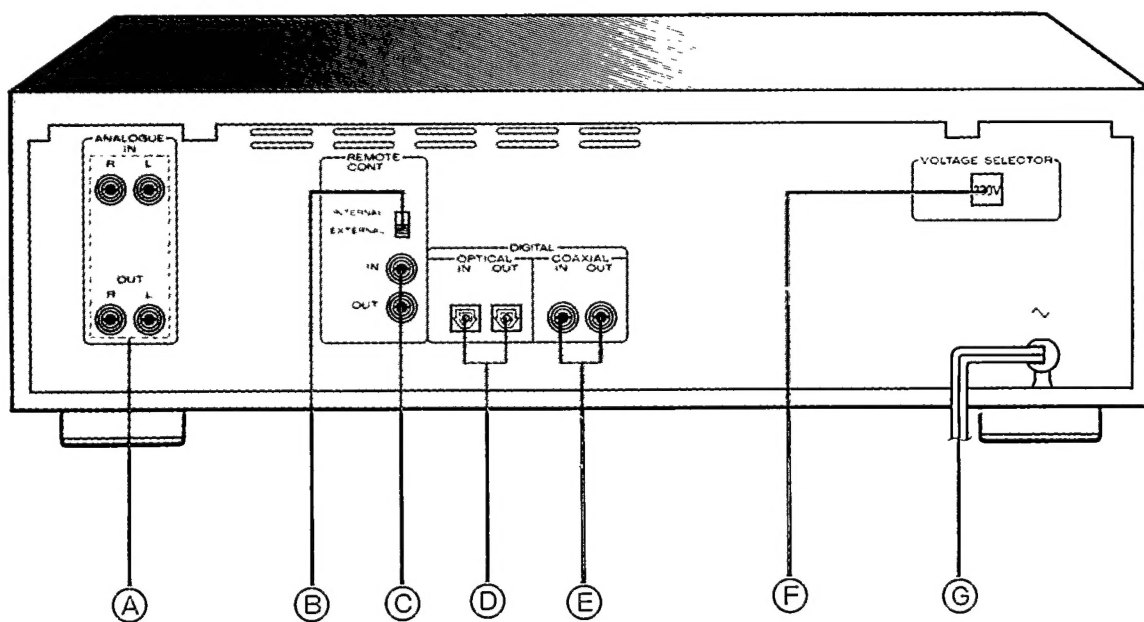 ANALOGUE
IN
R L
OUT
R L
REMOTE
CONT
INTERNAL
EXTERNAL
IN
OUT
DIGITAL
OPTICAL
IN OUT
COAXIAL
IN OUT
VOLTAGE SELECTOR
230V
~
A
B
C
D
E
F
G